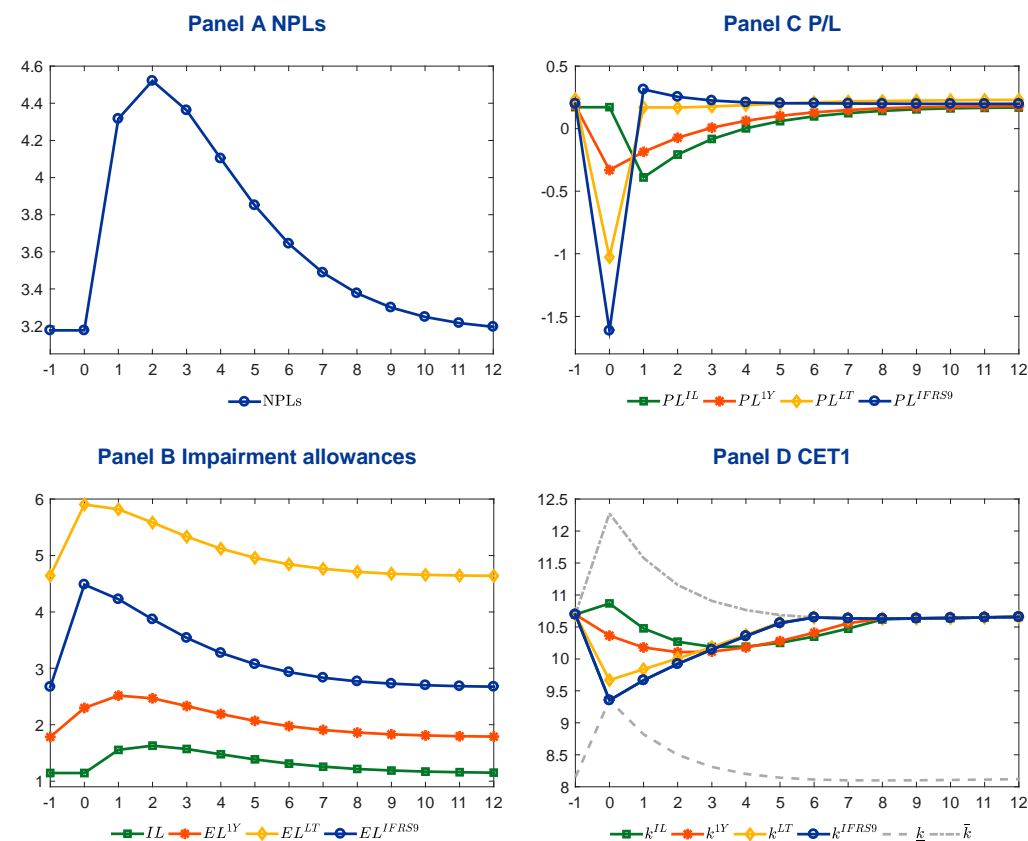 Panel A NPLs
4.6
4.4
4.2
4
3.8
3.6
3.4
3.2
-1 0 1 2 3 4 5 6 7 8 9 10 11 12
NPLs
Panel C P/L
0.5
0
-0.5
-1
-1.5
-1 0 1 2 3 4 5 6 7 8 9 10 11 12
PL^{IL} PL^{1Y} PL^{LT} PL^{IFRS9}
Panel B Impairment allowances
6
5
4
3
2
1
-1 0 1 2 3 4 5 6 7 8 9 10 11 12
IL EL^{1Y} EL^{LT} EL^{IFRS9}
Panel D CET1
12.5
12
11.5
11
10.5
10
9.5
9
8.5
8
-1 0 1 2 3 4 5 6 7 8 9 10 11 12
k^{IL} k^{1Y} k^{LT} k^{IFRS9} k̲ k̄